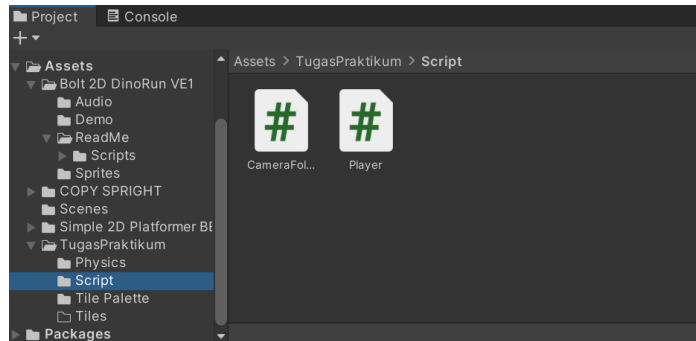 Project Console
Assets > TugasPraktikum > Script
Assets
Bolt 2D DinoRun VE1
Audio
Demo
ReadMe
Scripts
Sprites
COPY SPRIGHT
Scenes
Simple 2D Platformer BE
TugasPraktikum
Physics
Script
Tile Palette
Tiles
Packages
# #
CameraFol... Player